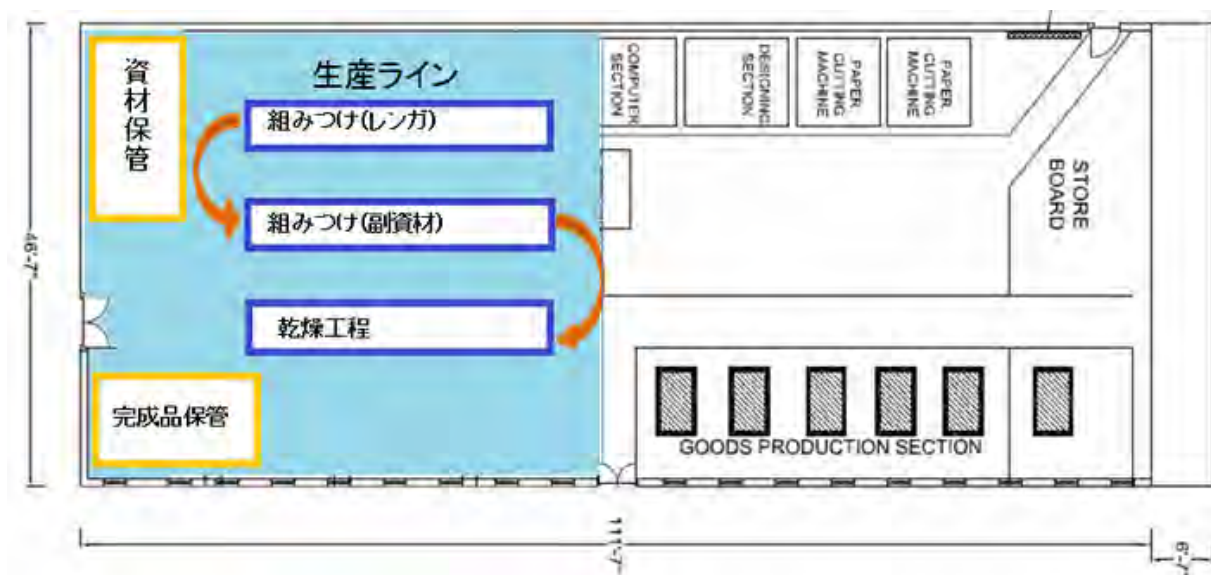 資材保管
生産ライン
組みつけ(レンガ)
組みつけ(副資材)
乾燥工程
完成品保管
COMPUTER
SECTION
DESIGNING
SECTION
PAPER
CUTTING
MACHINE
PAPER
CUTTING
MACHINE
STORE
BOARD
GOODS PRODUCTION SECTION
46'-7"
111'-7"
6'-7"